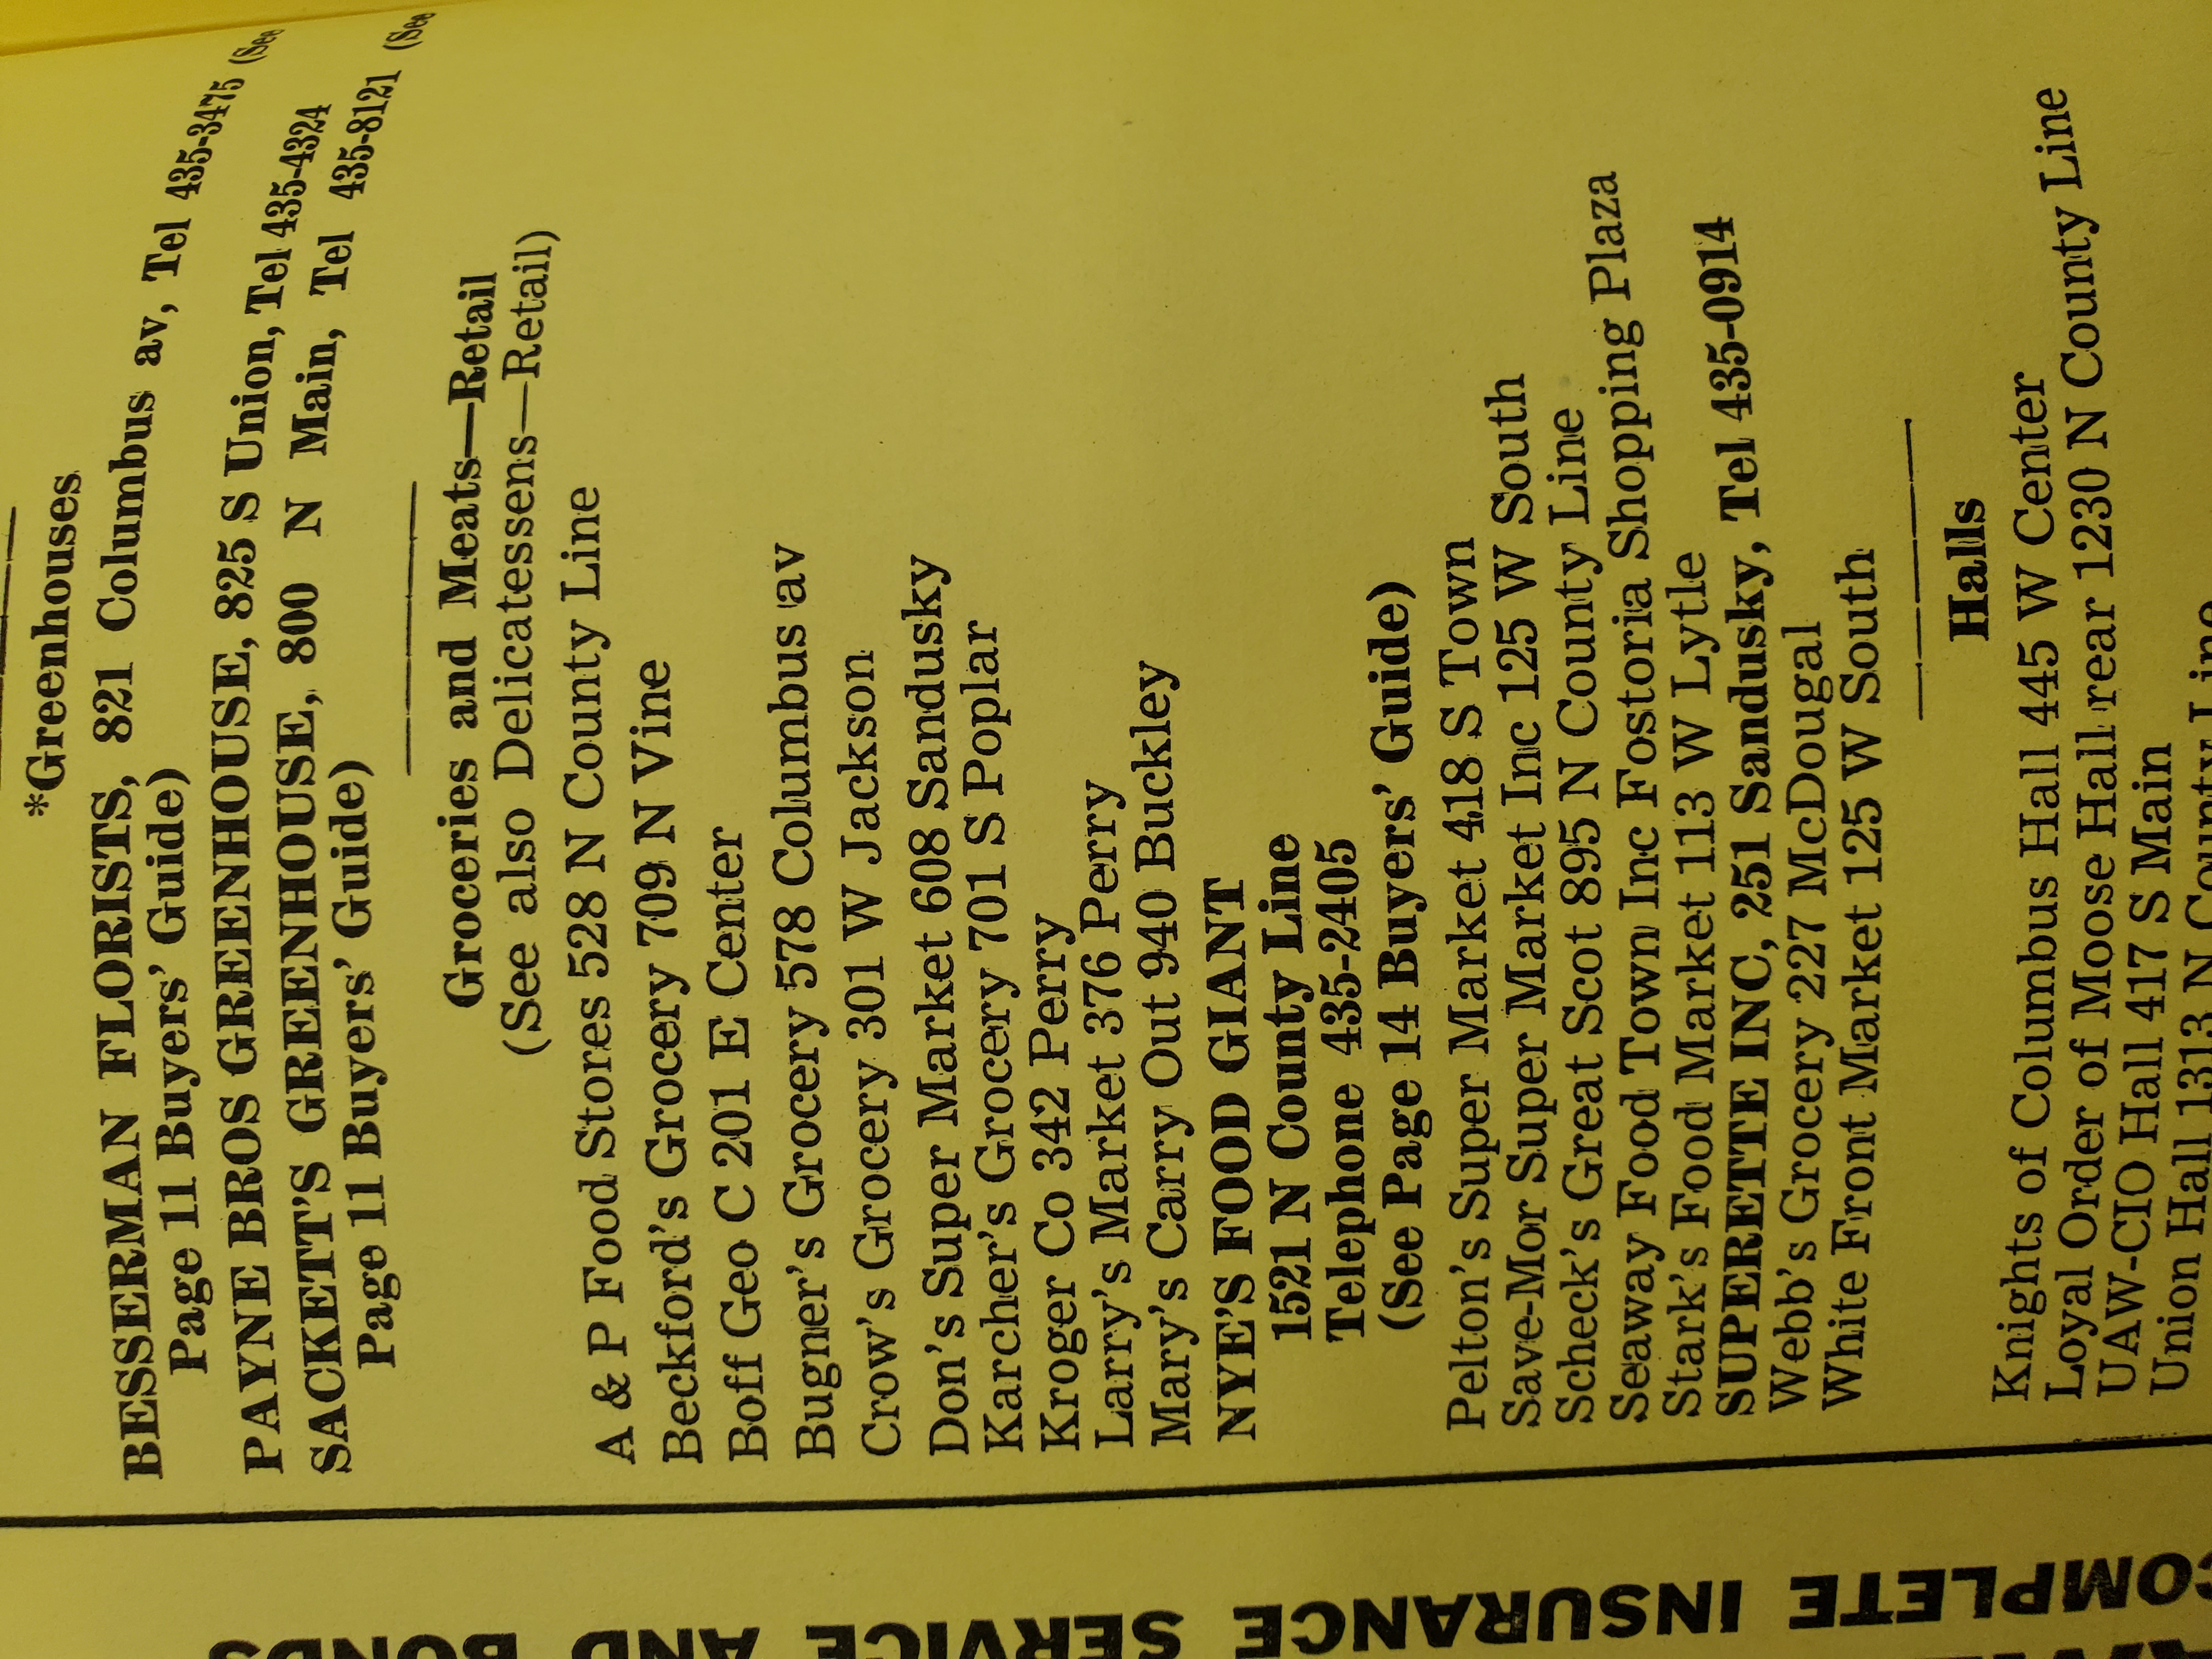 *Greenhouses
BESSERMAN FLORISTS, 821 Columbus av, Tel 435-3475 (See
Page 11 Buyers' Guide)
PAYNE BROS GREENHOUSE, 825 S Union, Tel 435-4324
SACKETT'S GREENHOUSE, 800 N Main, Tel 435-8121 (See
Page 11 Buyers' Guide)
Groceries and Meats—Retail
(See also Delicatessens—Retail)
A & P Food Stores 528 N County Line
Beckford's Grocery 709 N Vine
Boff Geo C 201 E Center
Bugner's Grocery 578 Columbus av
Crow's Grocery 301 W Jackson
Don's Super Market 608 Sandusky
Karcher's Grocery 701 S Poplar
Kroger Co 342 Perry
Larry's Market 376 Perry
Mary's Carry Out 940 Buckley
NYE'S FOOD GIANT
1521 N County Line
Telephone 435-2405
(See Page 14 Buyers' Guide)
Pelton's Super Market 418 S Town
Save-Mor Super Market Inc 125 W South
Scheck's Great Scot 895 N County Line
Seaway Food Town Inc Fostoria Shopping Plaza
Stark's Food Market 113 W Lytle
SUPERETTE INC, 251 Sandusky, Tel 435-0914
Webb's Grocery 227 McDougal
White Front Market 125 W South
Halls
Knights of Columbus Hall 445 W Center
Loyal Order of Moose Hall rear 1230 N County Line
UAW-CIO Hall 417 S Main
Union Hall 1313 N County Line
COMPLETE INSURANCE SERVICE AND BONDS